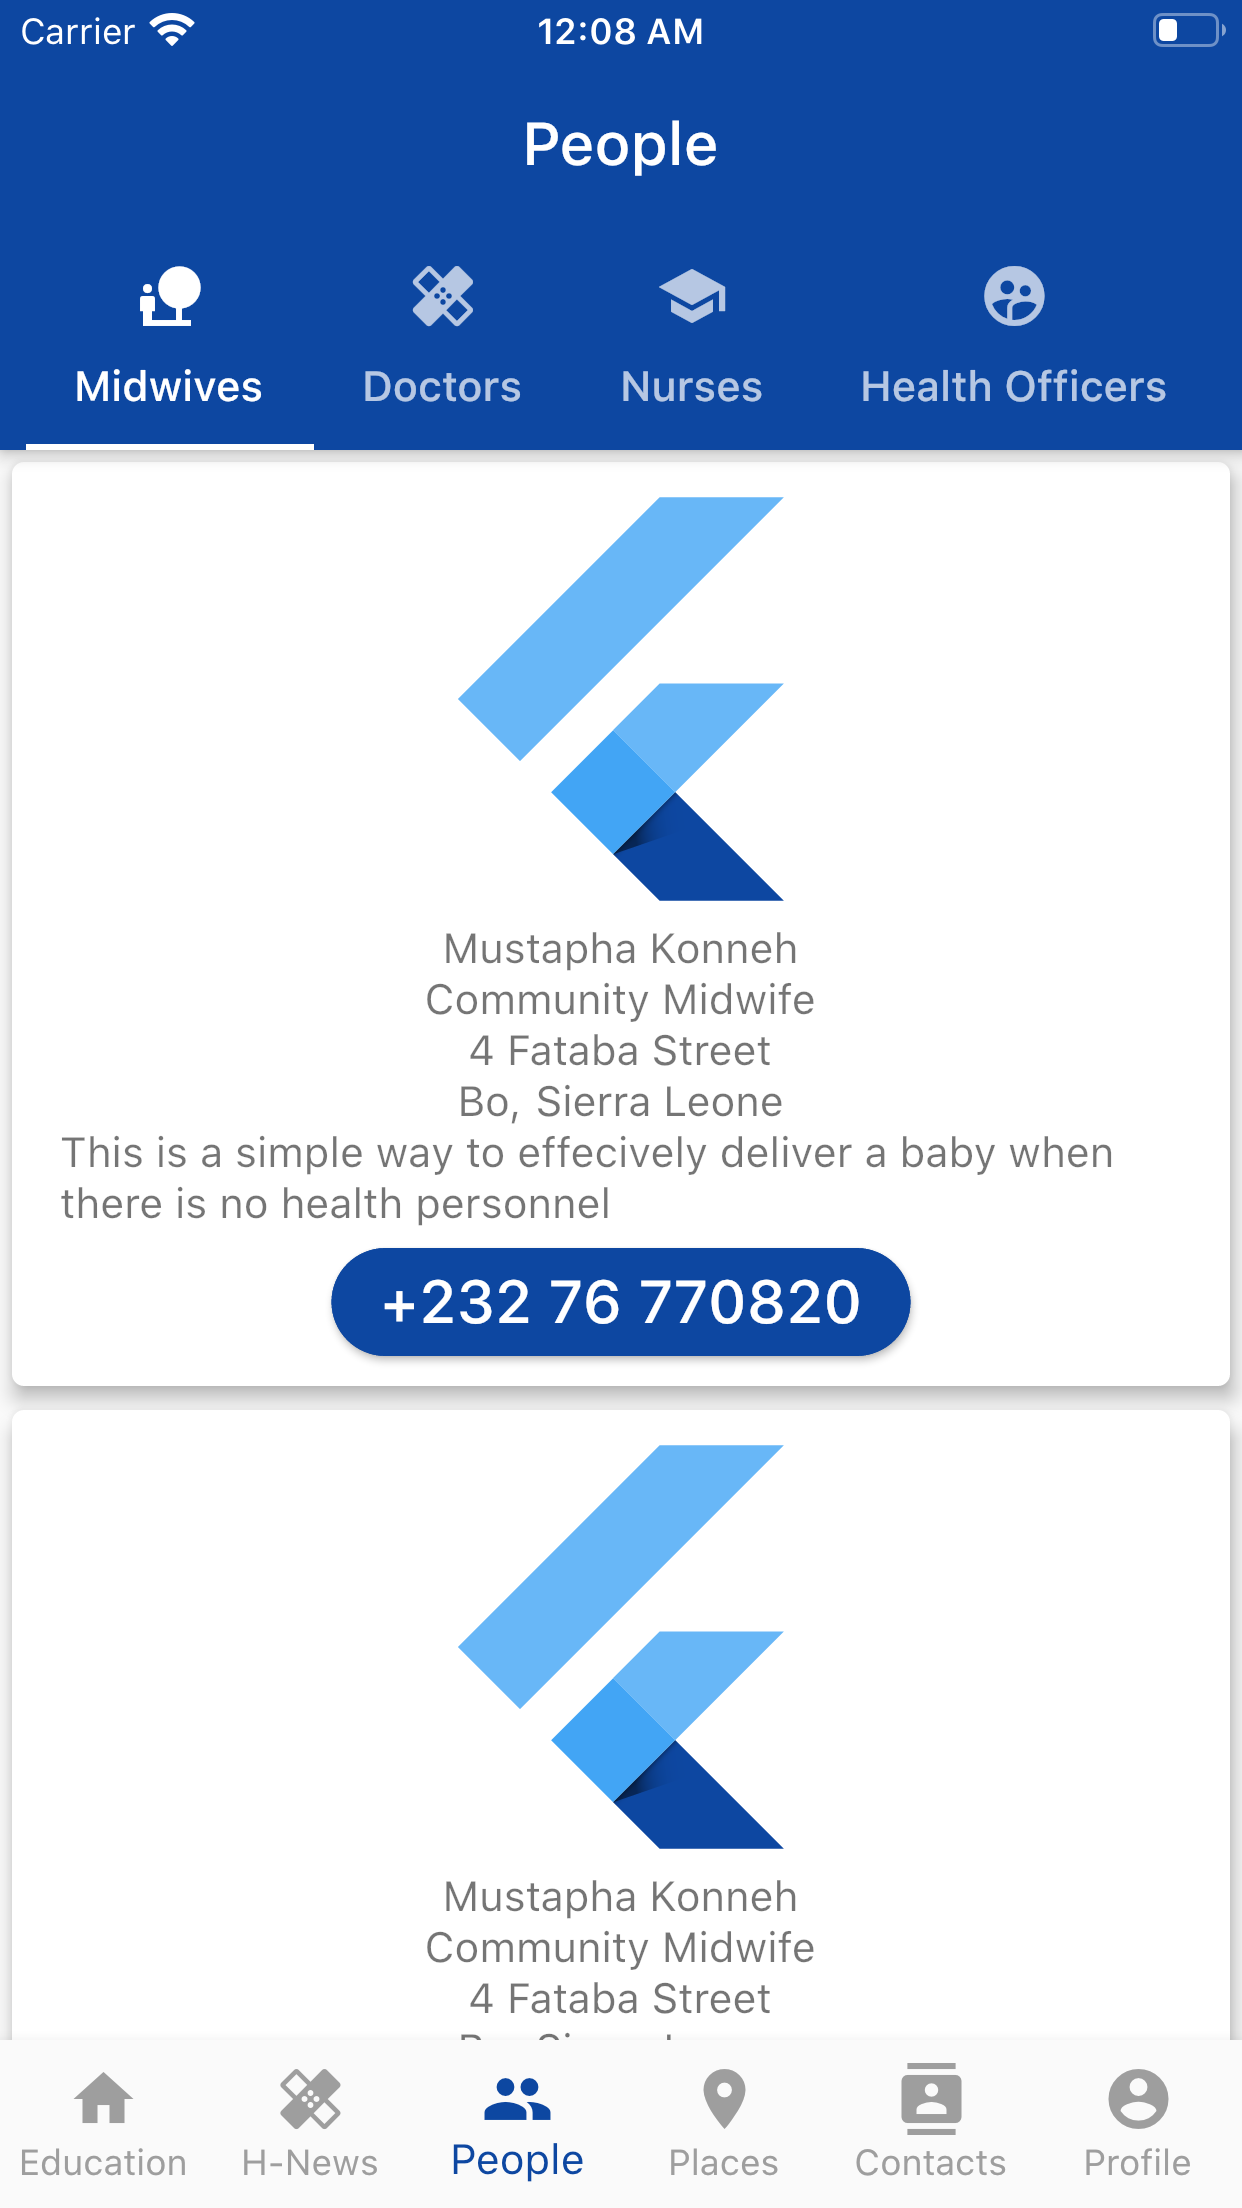 Carrier 12:08 AM
People
Midwives Doctors Nurses Health Officers
Mustapha Konneh
Community Midwife
4 Fataba Street
Bo, Sierra Leone
This is a simple way to effecively deliver a baby when
there is no health personnel
+232 76 770820
Mustapha Konneh
Community Midwife
4 Fataba Street
Education H-News People Places Contacts Profile